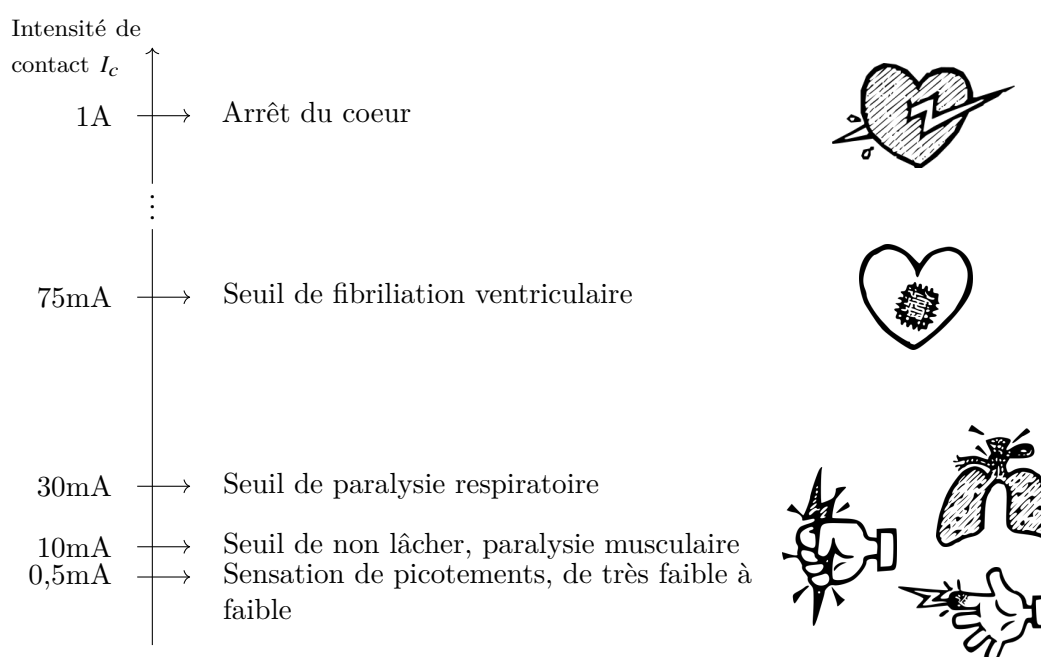 Intensité de
contact Ic
1A Arrêt du coeur
⋮
75mA Seuil de fibriliation ventriculaire
30mA Seuil de paralysie respiratoire
10mA Seuil de non lâcher, paralysie musculaire
0,5mA Sensation de picotements, de très faible à
faible